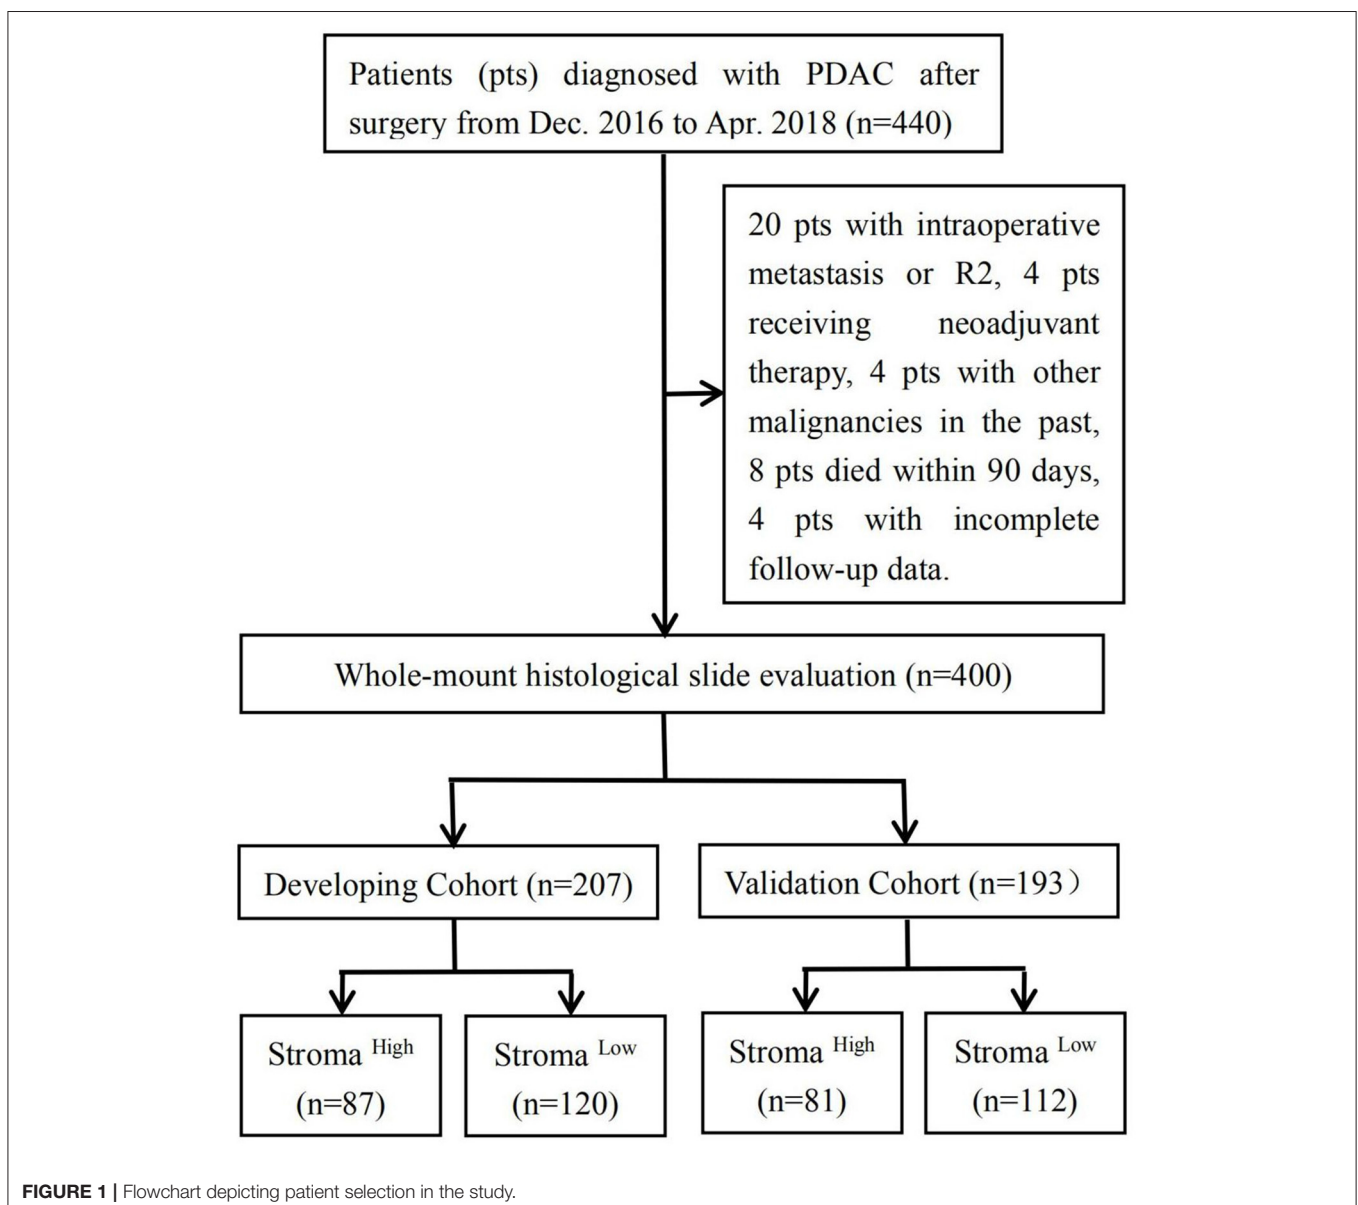 Patients (pts) diagnosed with PDAC after
surgery from Dec. 2016 to Apr. 2018 (n=440)
20 pts with intraoperative
metastasis or R2, 4 pts
receiving neoadjuvant
therapy, 4 pts with other
malignancies in the past,
8 pts died within 90 days,
4 pts with incomplete
follow-up data.
Whole-mount histological slide evaluation (n=400)
Developing Cohort (n=207)
Validation Cohort (n=193）
Stroma High
(n=87)
Stroma Low
(n=120)
Stroma High
(n=81)
Stroma Low
(n=112)
FIGURE 1 | Flowchart depicting patient selection in the study.